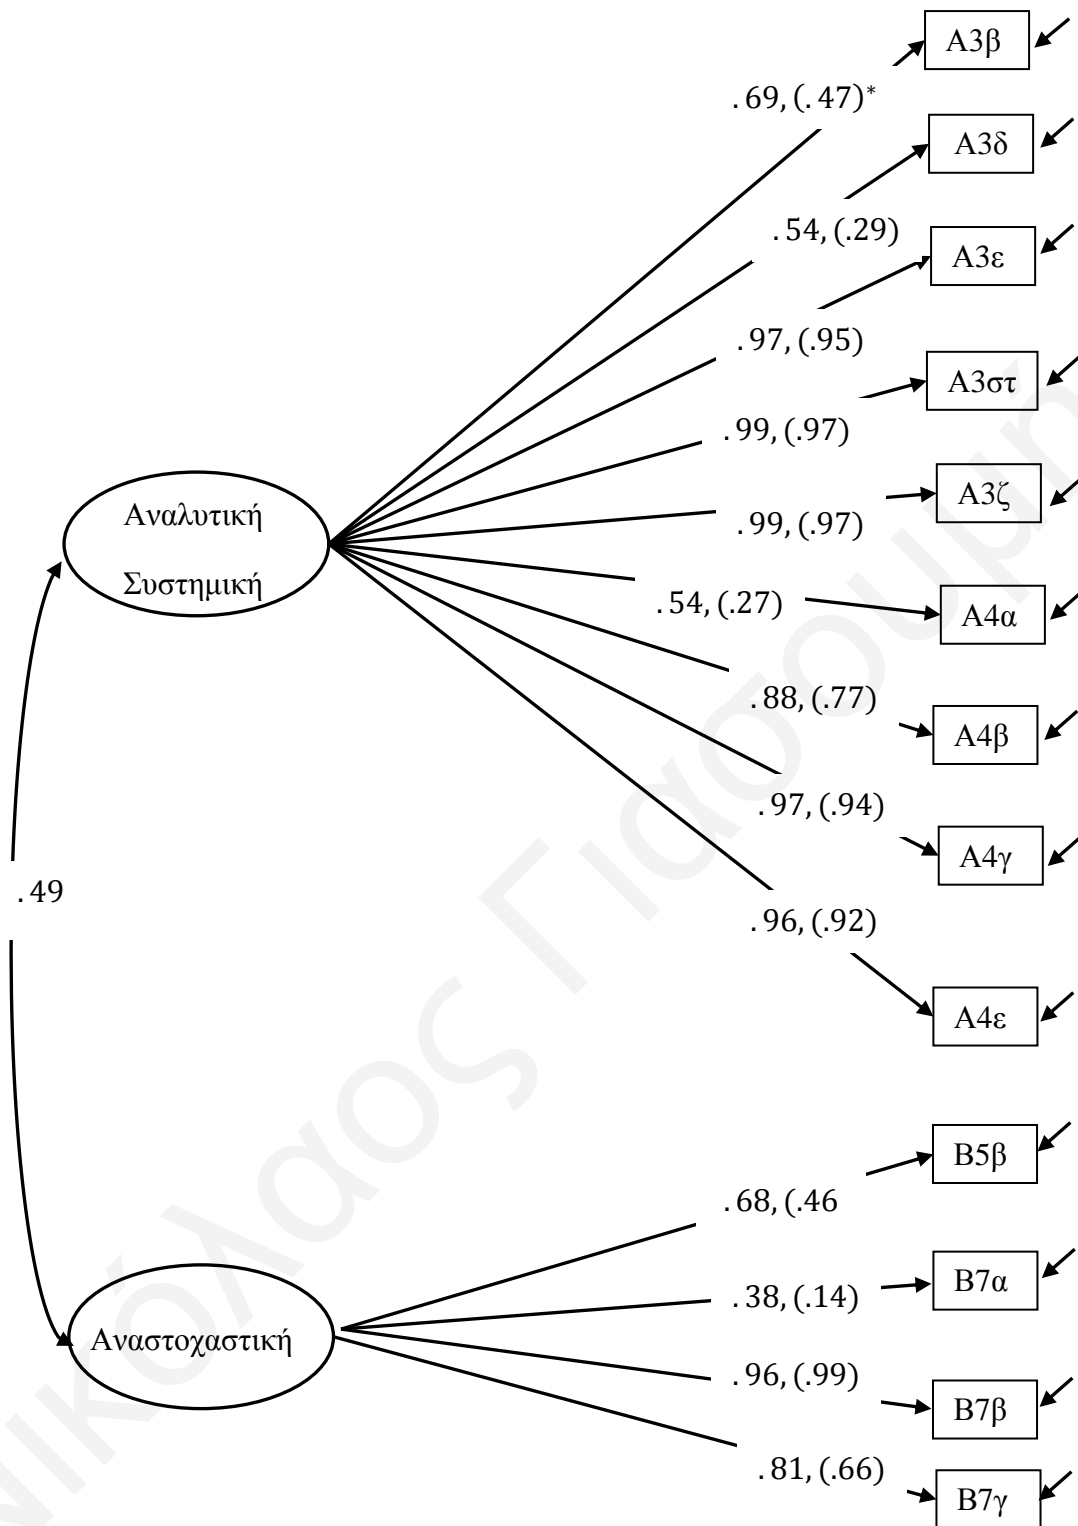 Α3β
. 69, (. 47)*
Α3δ
. 54, (.29)
Α3ε
. 97, (.95)
Α3στ
. 99, (.97)
Α3ζ
. 99, (.97)
Αναλυτική
Συστημική
. 54, (.27)
Α4α
. 88, (.77)
Α4β
. 97, (.94)
Α4γ
. 49
. 96, (.92)
Α4ε
Β5β
. 68, (.46
Β7α
. 38, (.14)
Αναστοχαστική
. 96, (.99)
Β7β
. 81, (.66)
Β7γ
Νικόλαος Γιασουμή